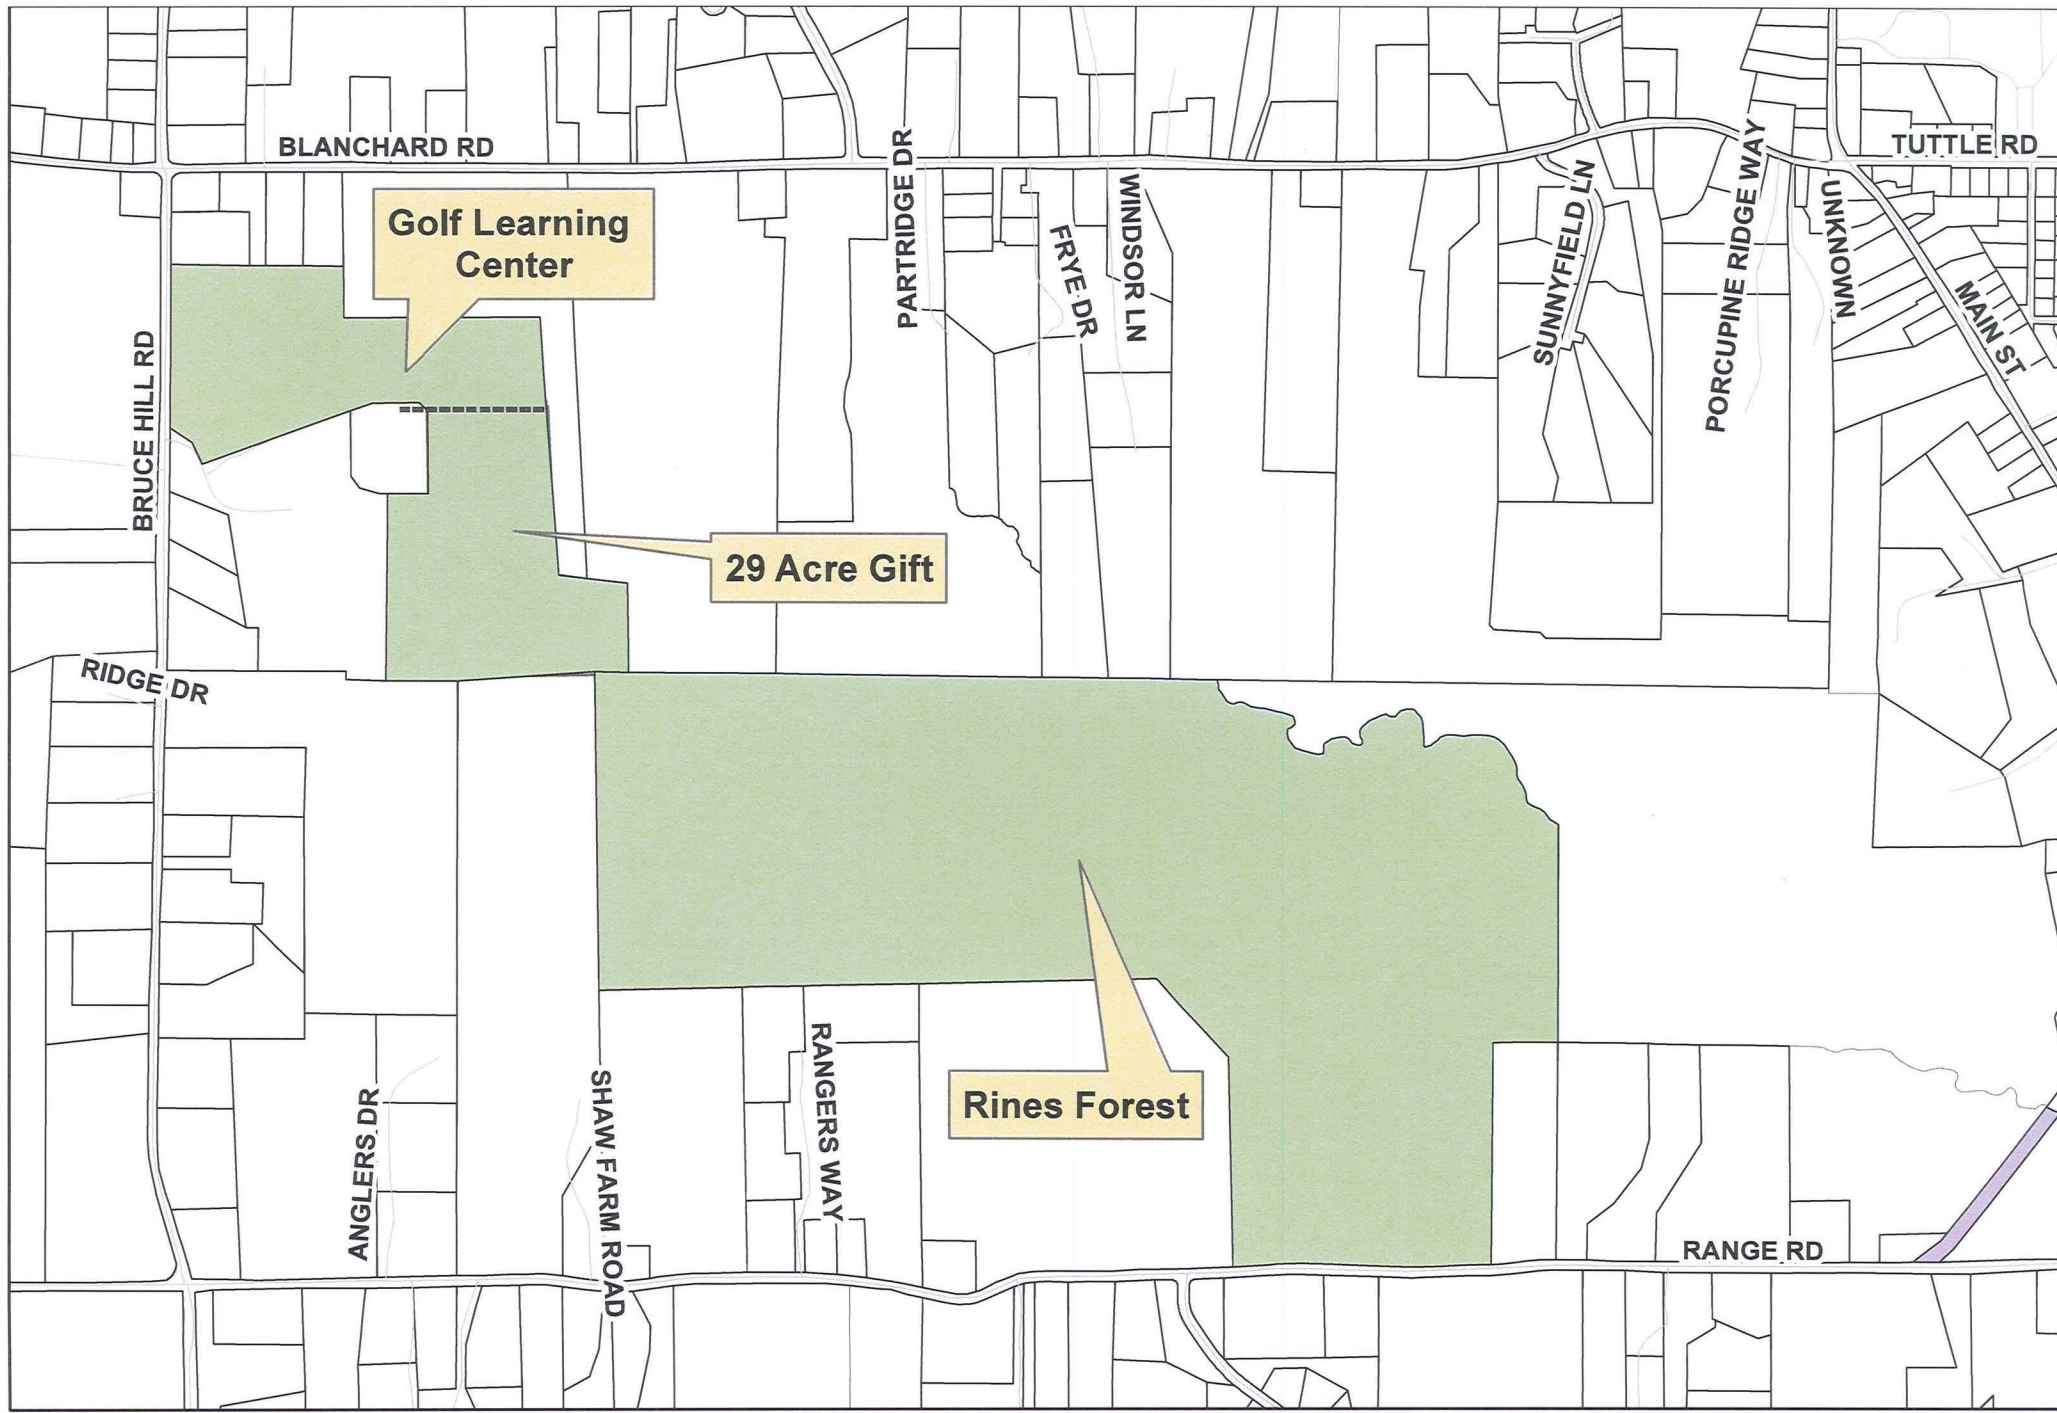 BLANCHARD RD
TUTTLE RD
PARTRIDGE DR
WINDSOR LN
FRYE DR
SUNNYFIELD LN
PORCUPINE RIDGE WAY
UNKNOWN
MAIN ST
Golf Learning
Center
BRUCE HILL RD
29 Acre Gift
RIDGE DR
Rines Forest
ANGLERS DR
SHAW FARM ROAD
RANGERS WAY
RANGE RD